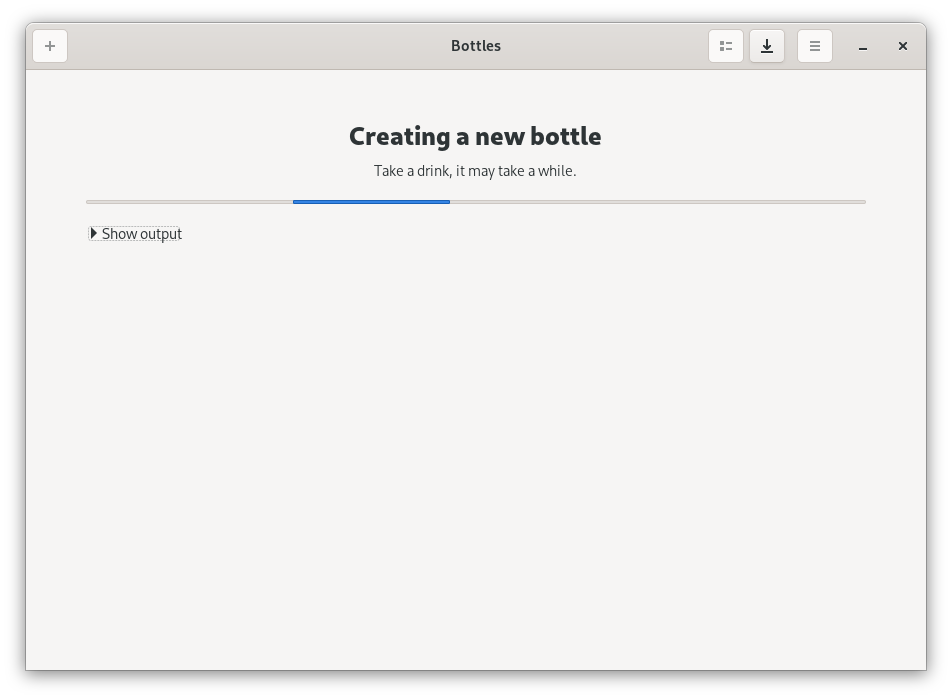 Bottles
Creating a new bottle
Take a drink, it may take a while.
Show output